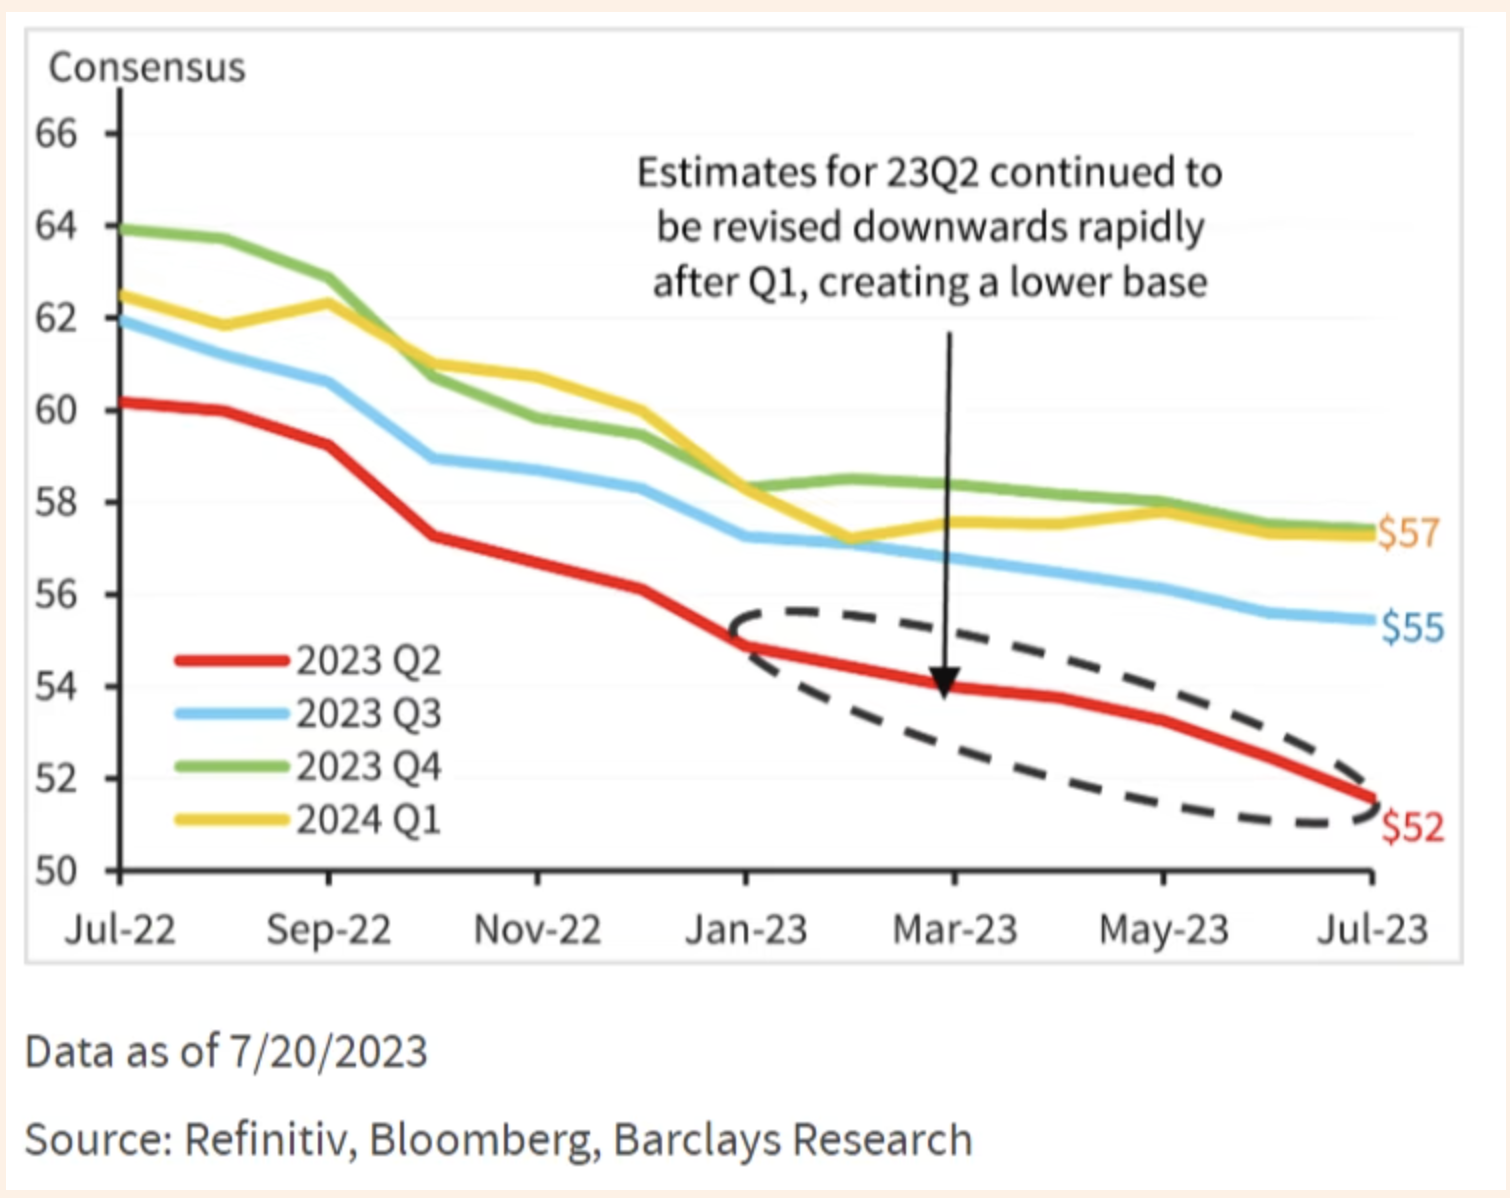 Consensus
66
64
62
60
58
56
54
52
50
Estimates for 23Q2 continued to
be revised downwards rapidly
after Q1, creating a lower base
$57
$55
$52
2023 Q2
2023 Q3
2023 Q4
2024 Q1
Jul-22 Sep-22 Nov-22 Jan-23 Mar-23 May-23 Jul-23
Data as of 7/20/2023
Source: Refinitiv, Bloomberg, Barclays Research